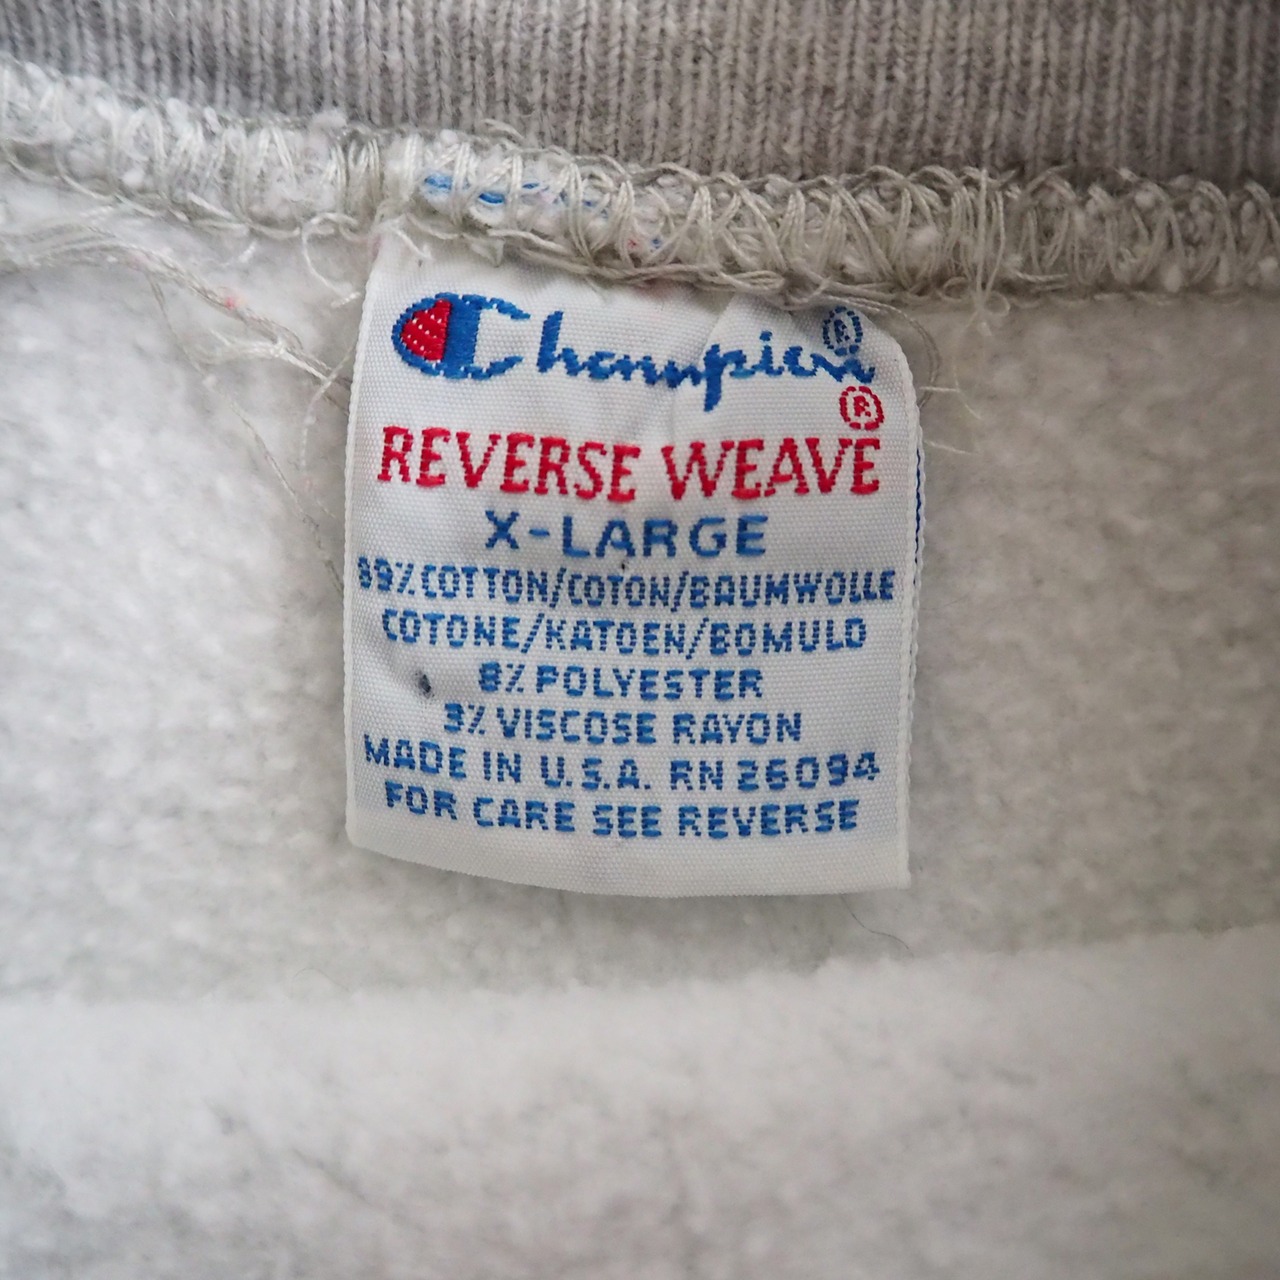 Champion®
®
REVERSE WEAVE
X-LARGE
89% COTTON/COTON/BAUMWOLLE
COTONE/KATOEN/BOMULD
8% POLYESTER
3% VISCOSE RAYON
MADE IN U.S.A. RN 26094
FOR CARE SEE REVERSE